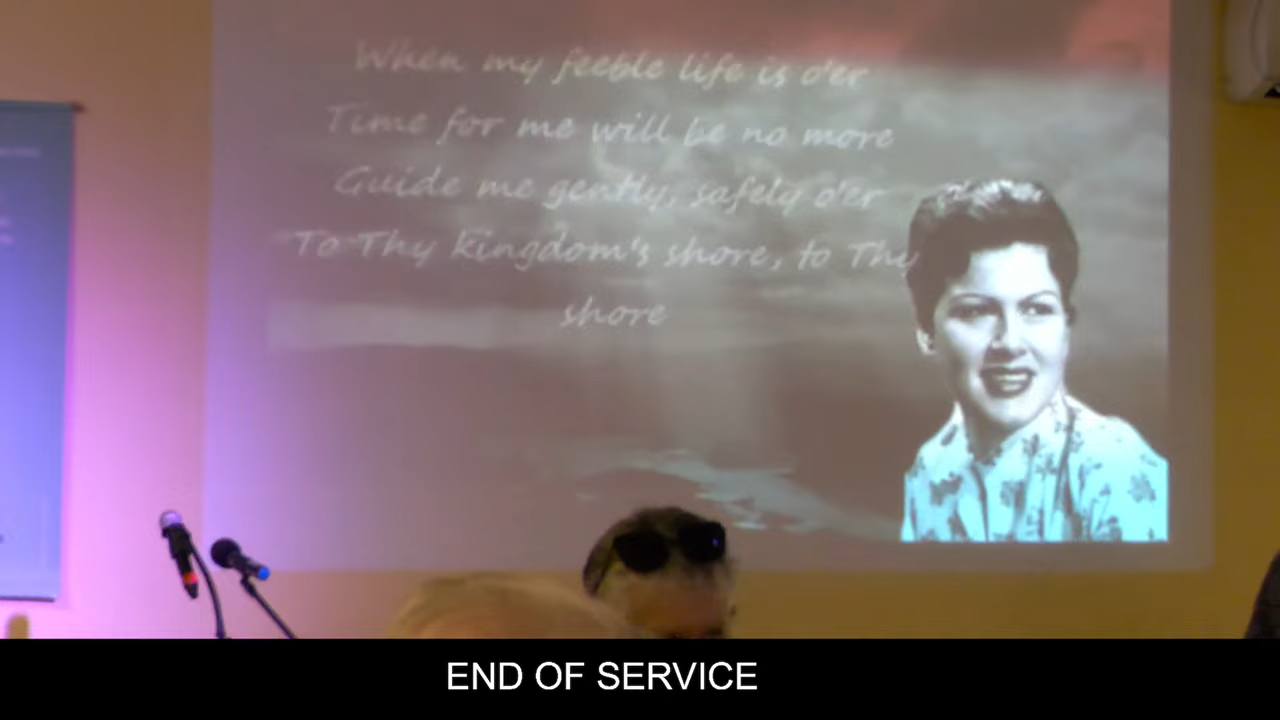 When my feeble life is o'er
Time for me will be no more
Guide me gently, safely o'er
To Thy kingdom's shore, to Thy
shore
END OF SERVICE